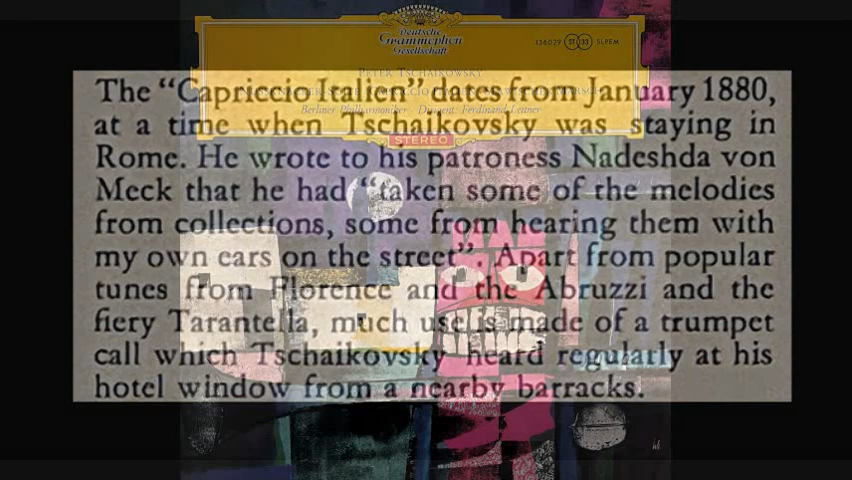 Deutsche
Grammophon
Gesellschaft
136029 ST 33 SLPEM
PETER TSCHAIKOWSKY
Berliner Philharmoniker Dirigent: Ferdinand Leitner
STEREO
The “Capriccio Italien” dates from January 1880,
at a time when Tschaikovsky was staying in
Rome. He wrote to his patroness Nadeshda von
Meck that he had “taken some of the melodies
from collections, some from hearing them with
my own ears on the street”. Apart from popular
tunes from Florence and the Abruzzi and the
fiery Tarantella, much use is made of a trumpet
call which Tschaikovsky heard regularly at his
hotel window from a nearby barracks.